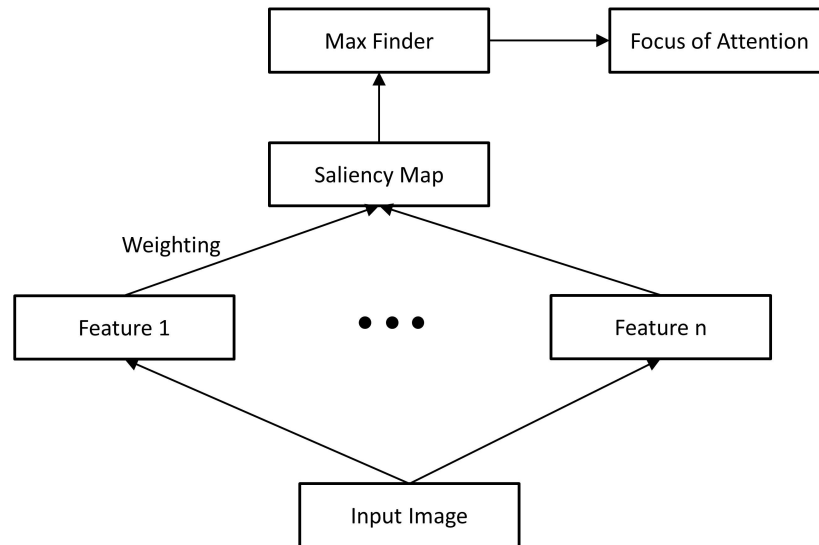 Max Finder
Focus of Attention
Saliency Map
Weighting
Feature 1
Feature n
Input Image